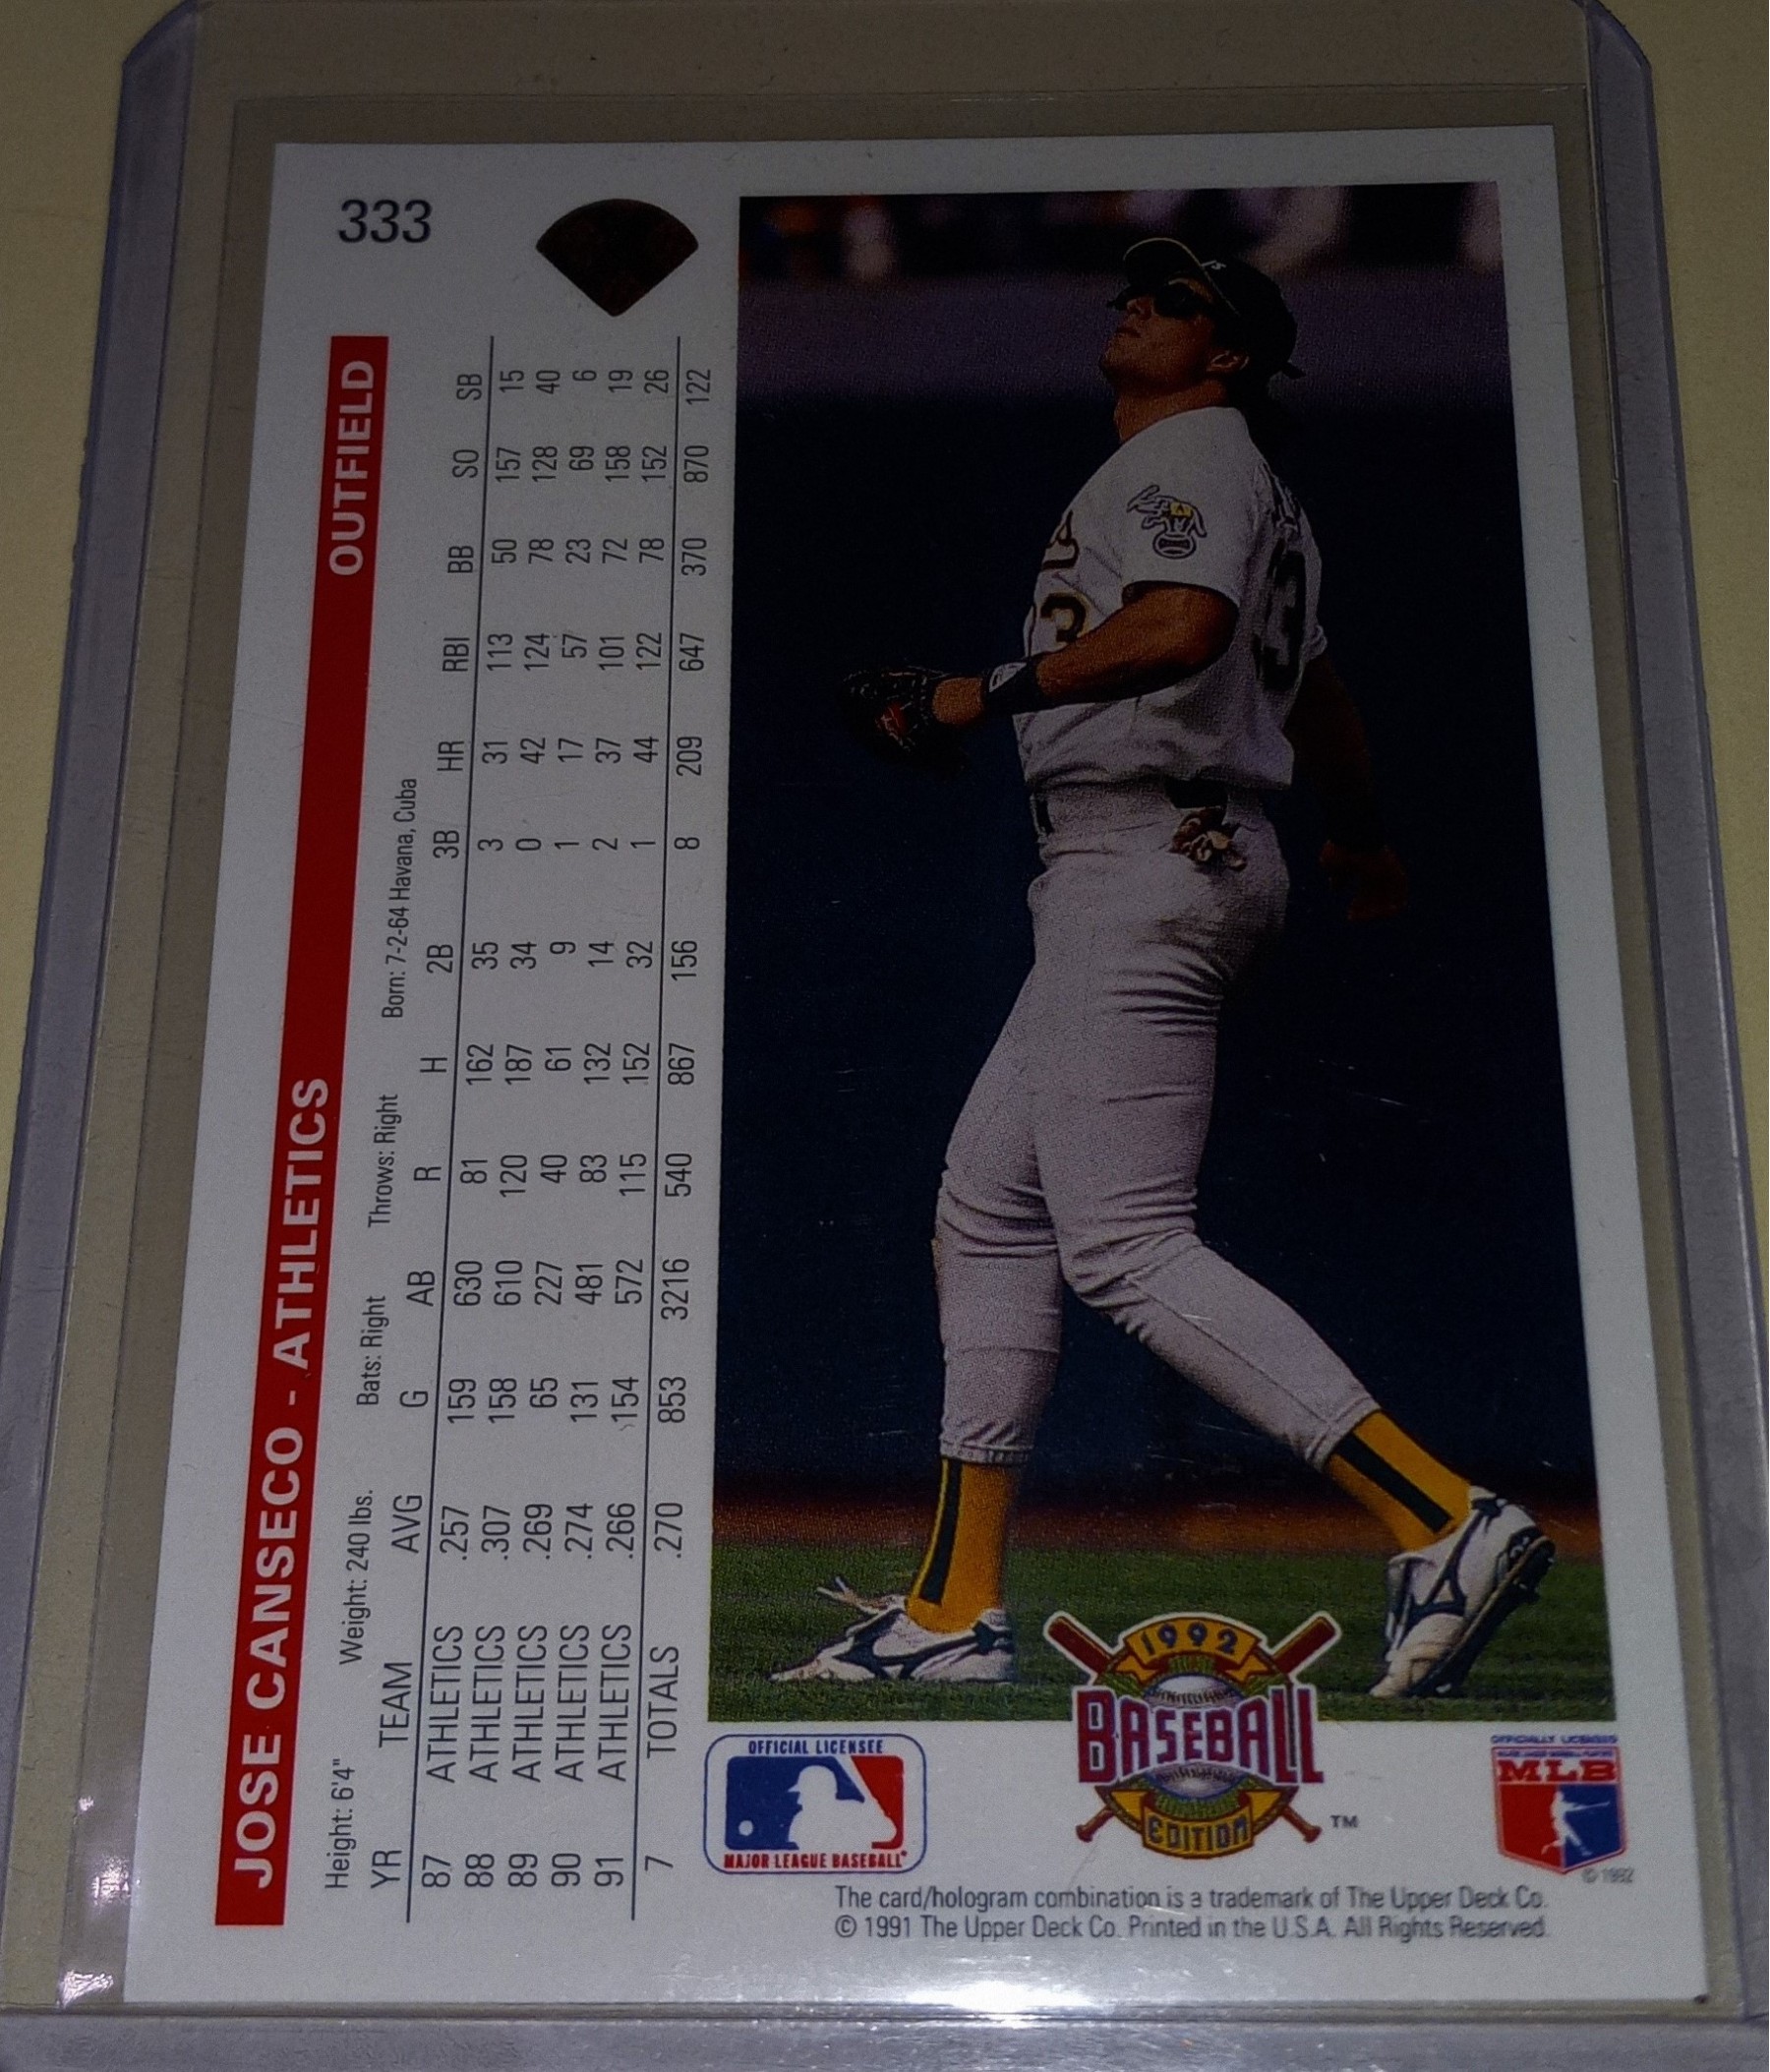 333
JOSE CANSECO - ATHLETICS OUTFIELD
Height: 6'4" Weight: 240 lbs. Bats: Right Throws: Right Born: 7-2-64 Havana, Cuba
YR TEAM AVG G AB R H 2B 3B HR RBI BB SO SB
87 ATHLETICS .257 159 630 81 162 35 3 31 113 50 157 15
88 ATHLETICS .307 158 610 120 187 34 0 42 124 78 128 40
89 ATHLETICS .269 65 227 40 61 9 1 17 57 23 69 6
90 ATHLETICS .274 131 481 83 132 14 2 37 101 72 158 19
91 ATHLETICS .266 154 572 115 152 32 1 44 122 78 152 26
7 TOTALS .270 853 3216 540 867 156 8 209 647 370 870 122
33
A
OFFICIAL LICENSEE
MAJOR LEAGUE BASEBALL
1992
BASEBALL
EDITION
TM
OFFICIALLY LICENSED
MLB
© 1992
The card/hologram combination is a trademark of The Upper Deck Co.
© 1991 The Upper Deck Co. Printed in the U.S.A. All Rights Reserved.